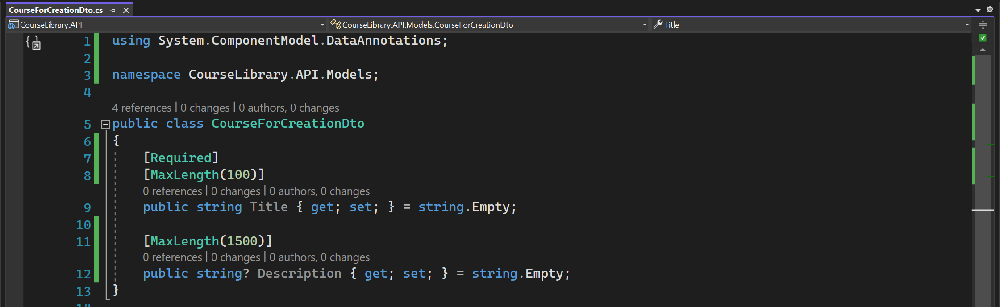 CourseForCreationDto.cs
CourseLibrary.API CourseLibrary.API.Models.CourseForCreationDto Title
1 using System.ComponentModel.DataAnnotations;
2
3 namespace CourseLibrary.API.Models;
4
4 references | 0 changes | 0 authors, 0 changes
5 public class CourseForCreationDto
6 {
7 [Required]
8 [MaxLength(100)]
0 references | 0 changes | 0 authors, 0 changes
9 public string Title { get; set; } = string.Empty;
10
11 [MaxLength(1500)]
0 references | 0 changes | 0 authors, 0 changes
12 public string? Description { get; set; } = string.Empty;
13 }